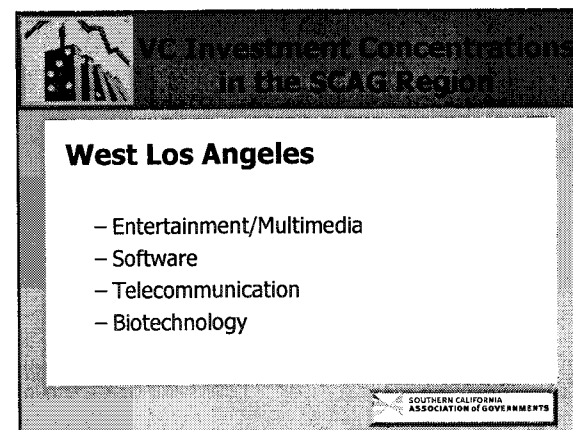 VC Investment Concentrations
in the SCAG Region
West Los Angeles
– Entertainment/Multimedia
– Software
– Telecommunication
– Biotechnology
SOUTHERN CALIFORNIA
ASSOCIATION of GOVERNMENTS